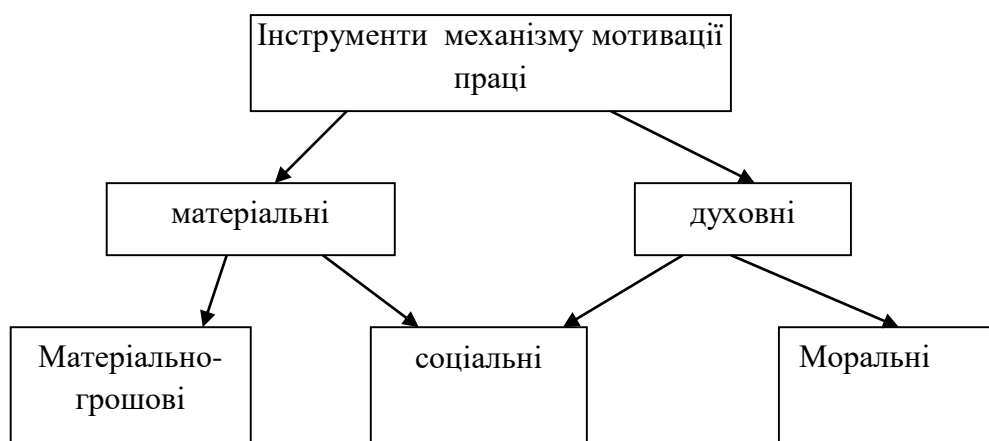 Інструменти механізму мотивації
праці
матеріальні
духовні
Матеріально-
грошові
соціальні
Моральні